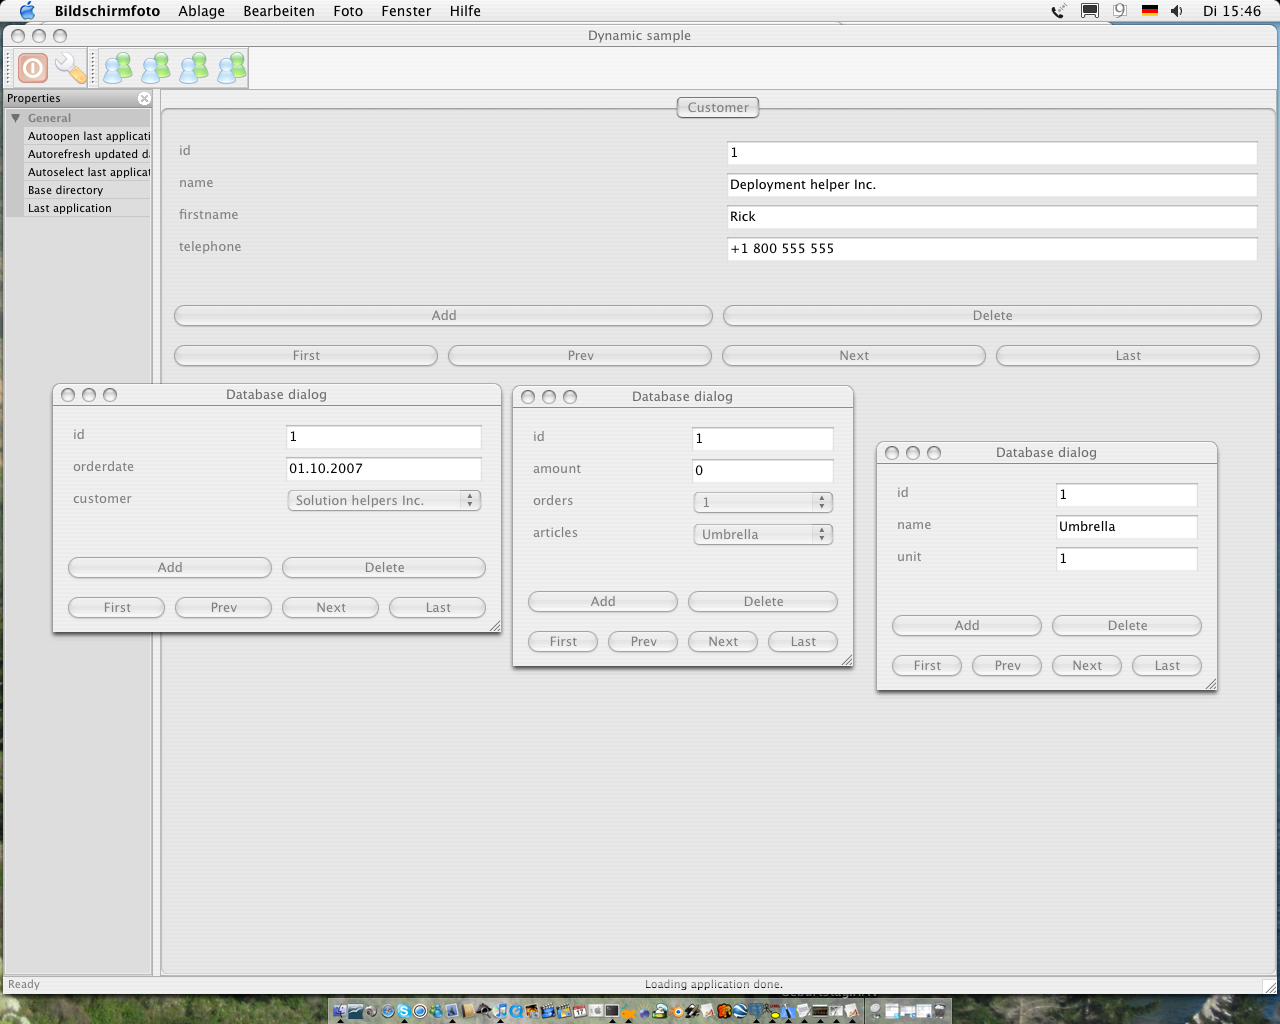 Bildschirmfoto Ablage Bearbeiten Foto Fenster Hilfe Di 15:46
Dynamic sample
Properties
General
Autoopen last applicati
Autorefresh updated d
Autoselect last applicat
Base directory
Last application
Customer
id 1
name Deployment helper Inc.
firstname Rick
telephone +1 800 555 555
Add Delete
First Prev Next Last
Database dialog
id 1
orderdate 01.10.2007
customer Solution helpers Inc.
Add Delete
First Prev Next Last
Database dialog
id 1
amount 0
orders 1
articles Umbrella
Add Delete
First Prev Next Last
Database dialog
id 1
name Umbrella
unit 1
Add Delete
First Prev Next Last
Ready Loading application done.